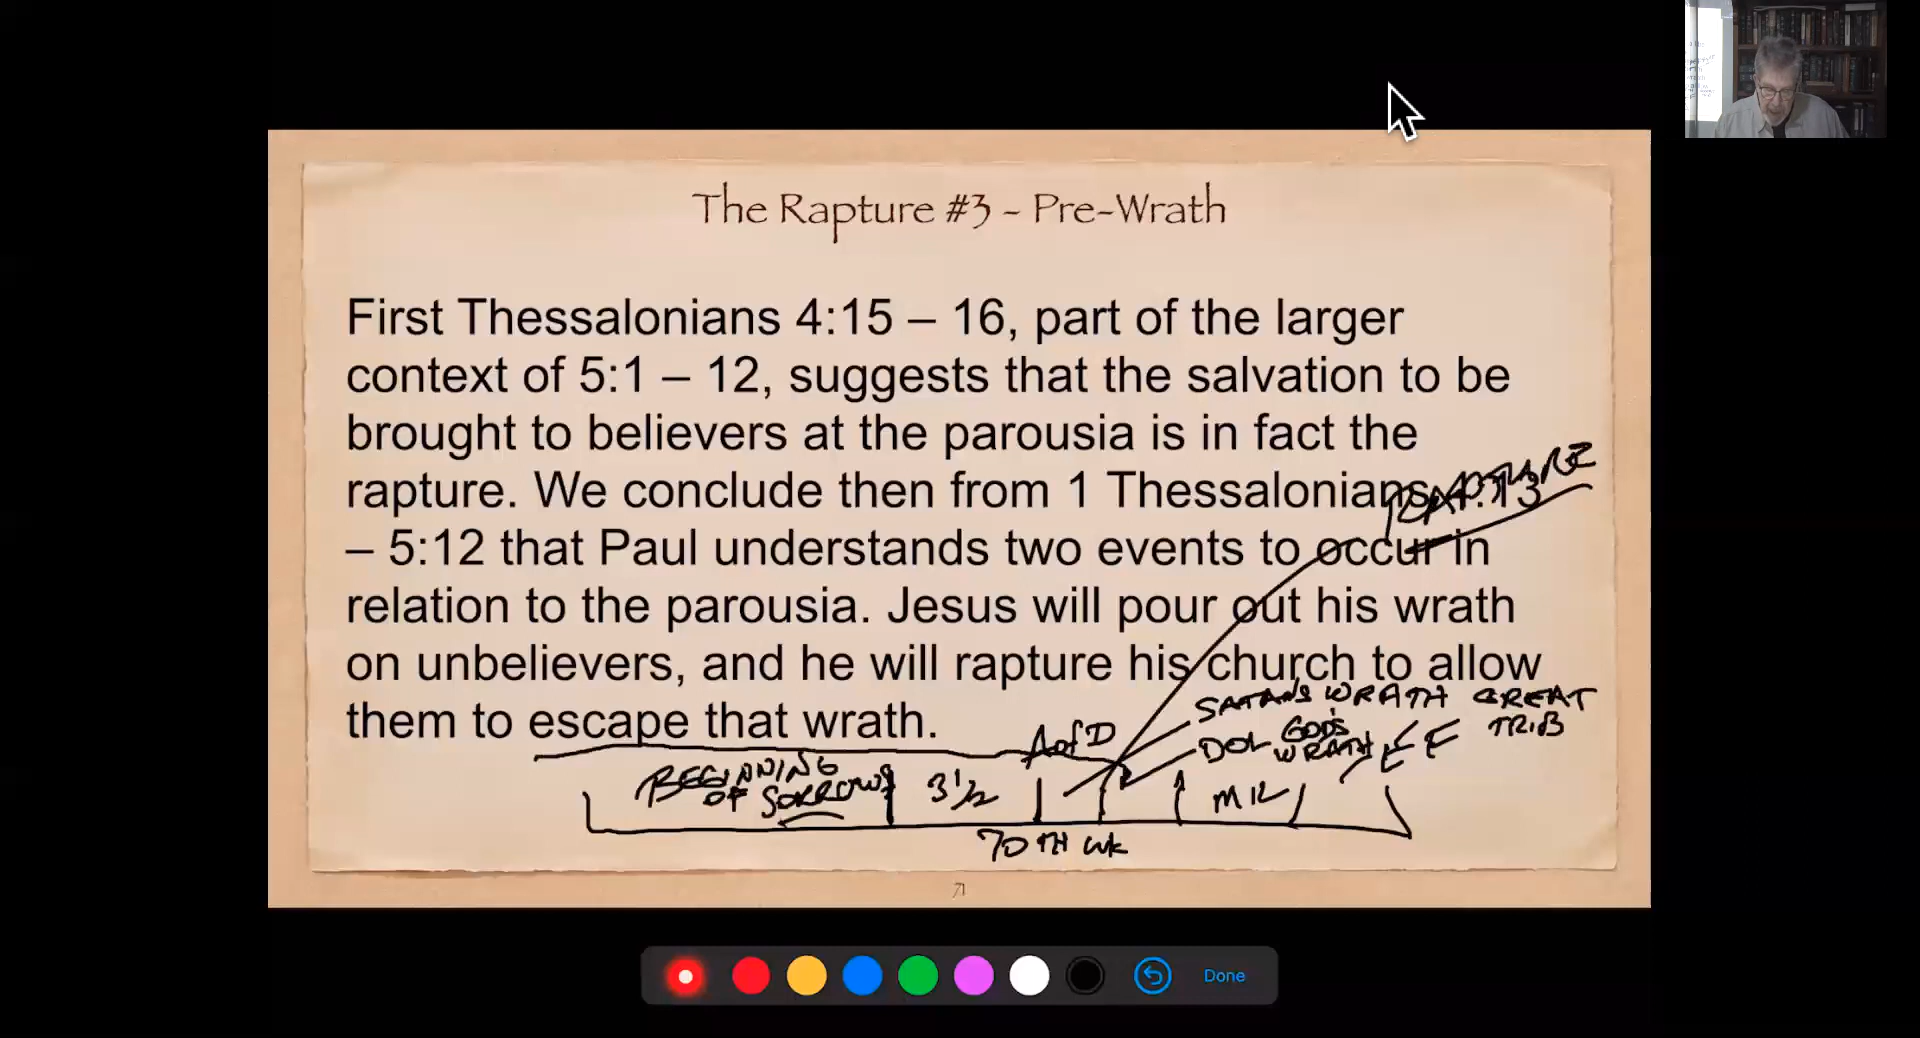 The Rapture #3 - Pre-Wrath
First Thessalonians 4:15 – 16, part of the larger
context of 5:1 – 12, suggests that the salvation to be
brought to believers at the parousia is in fact the
rapture. We conclude then from 1 Thessalonians 4:13
– 5:12 that Paul understands two events to occur in
relation to the parousia. Jesus will pour out his wrath
on unbelievers, and he will rapture his church to allow
them to escape that wrath.
RAPTURE
SATANS WRATH GREAT
TRIB
DOL GOD'S
WRATH
A of D
BEGINNING
OF SORROWS
3 1/2
MIL
70TH WK
71
Done